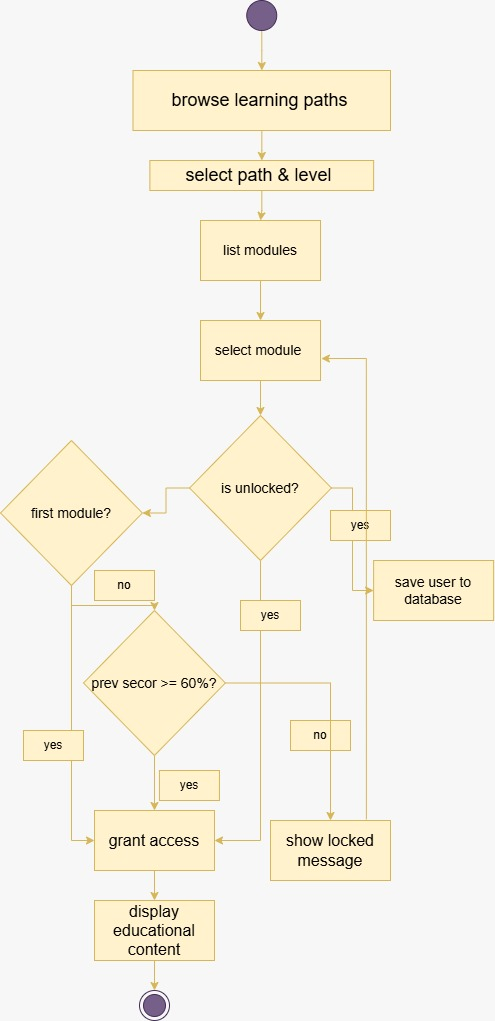 browse learning paths
select path & level
list modules
select module
is unlocked?
first module?
yes
save user to
database
no
yes
prev secor >= 60%?
no
yes
yes
grant access
show locked
message
display
educational
content